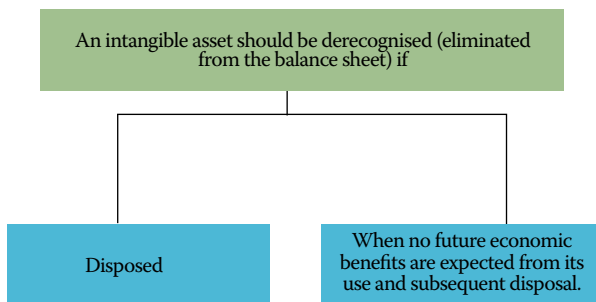 An intangible asset should be derecognised (eliminated
from the balance sheet) if
Disposed
When no future economic
benefits are expected from its
use and subsequent disposal.